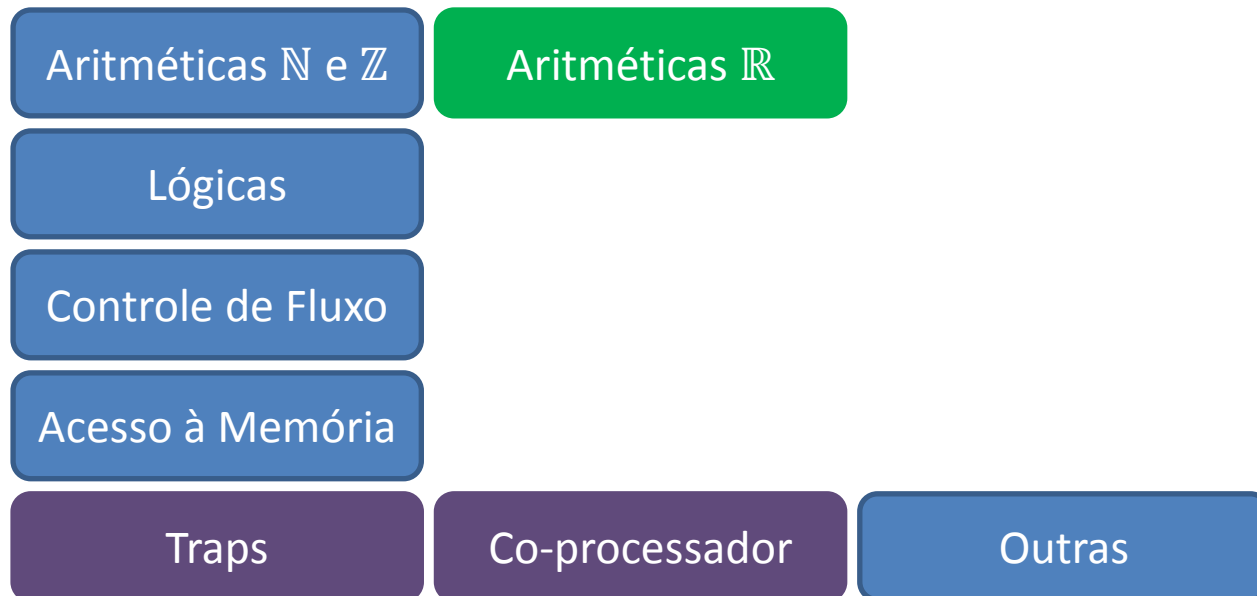 Aritméticas ℕ e ℤ
Aritméticas ℝ
Lógicas
Controle de Fluxo
Acesso à Memória
Traps
Co-processador
Outras